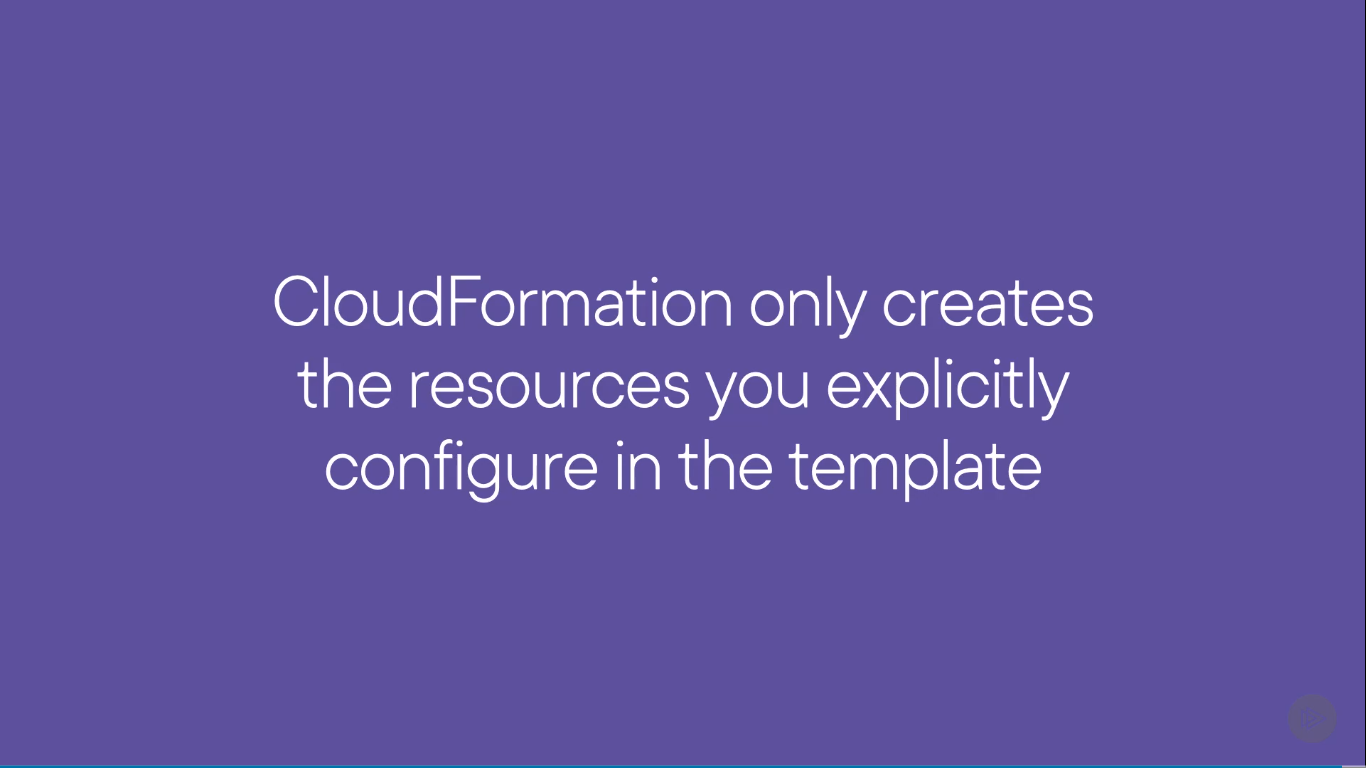 CloudFormation only creates
the resources you explicitly
configure in the template